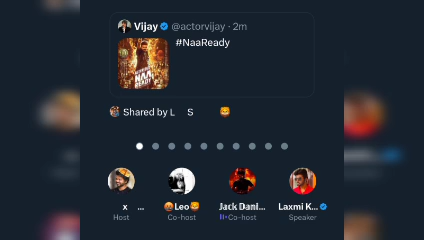 Vijay @actorvijay · 2m
#NaaReady
NAA READY
Shared by L S
x ... Leo Jack Dani... Laxmi K...
Host Co-host Co-host Speaker